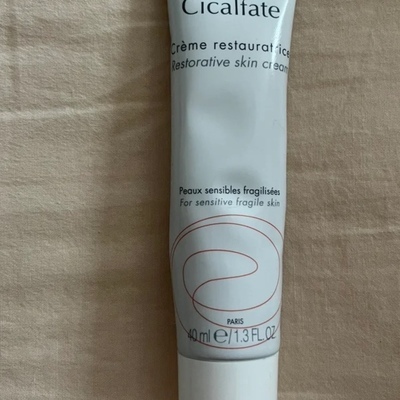 Cicalfate
Crème restauratrice
Restorative skin cream
Peaux sensibles fragilisées
For sensitive fragile skin
PARIS
40 ml e/1.3 FL.OZ.